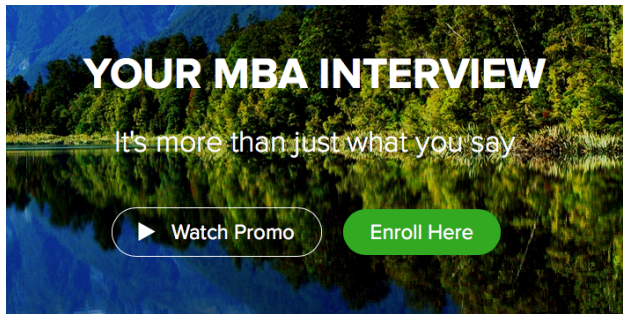 YOUR MBA INTERVIEW
It's more than just what you say
Watch Promo
Enroll Here